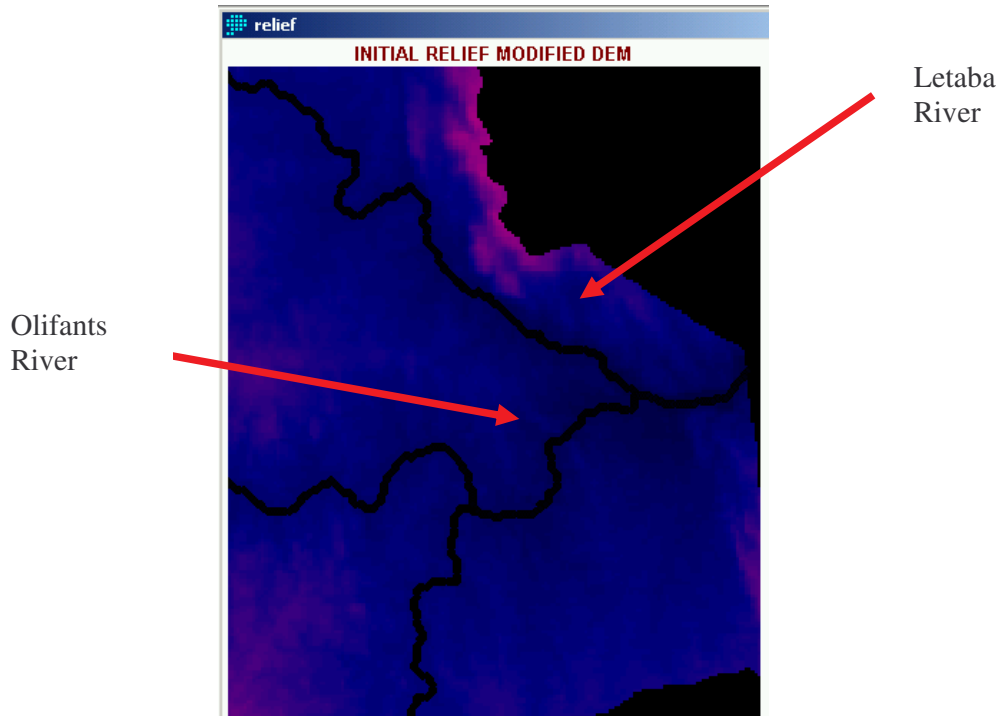 relief
INITIAL RELIEF MODIFIED DEM
Letaba
River
Olifants
River